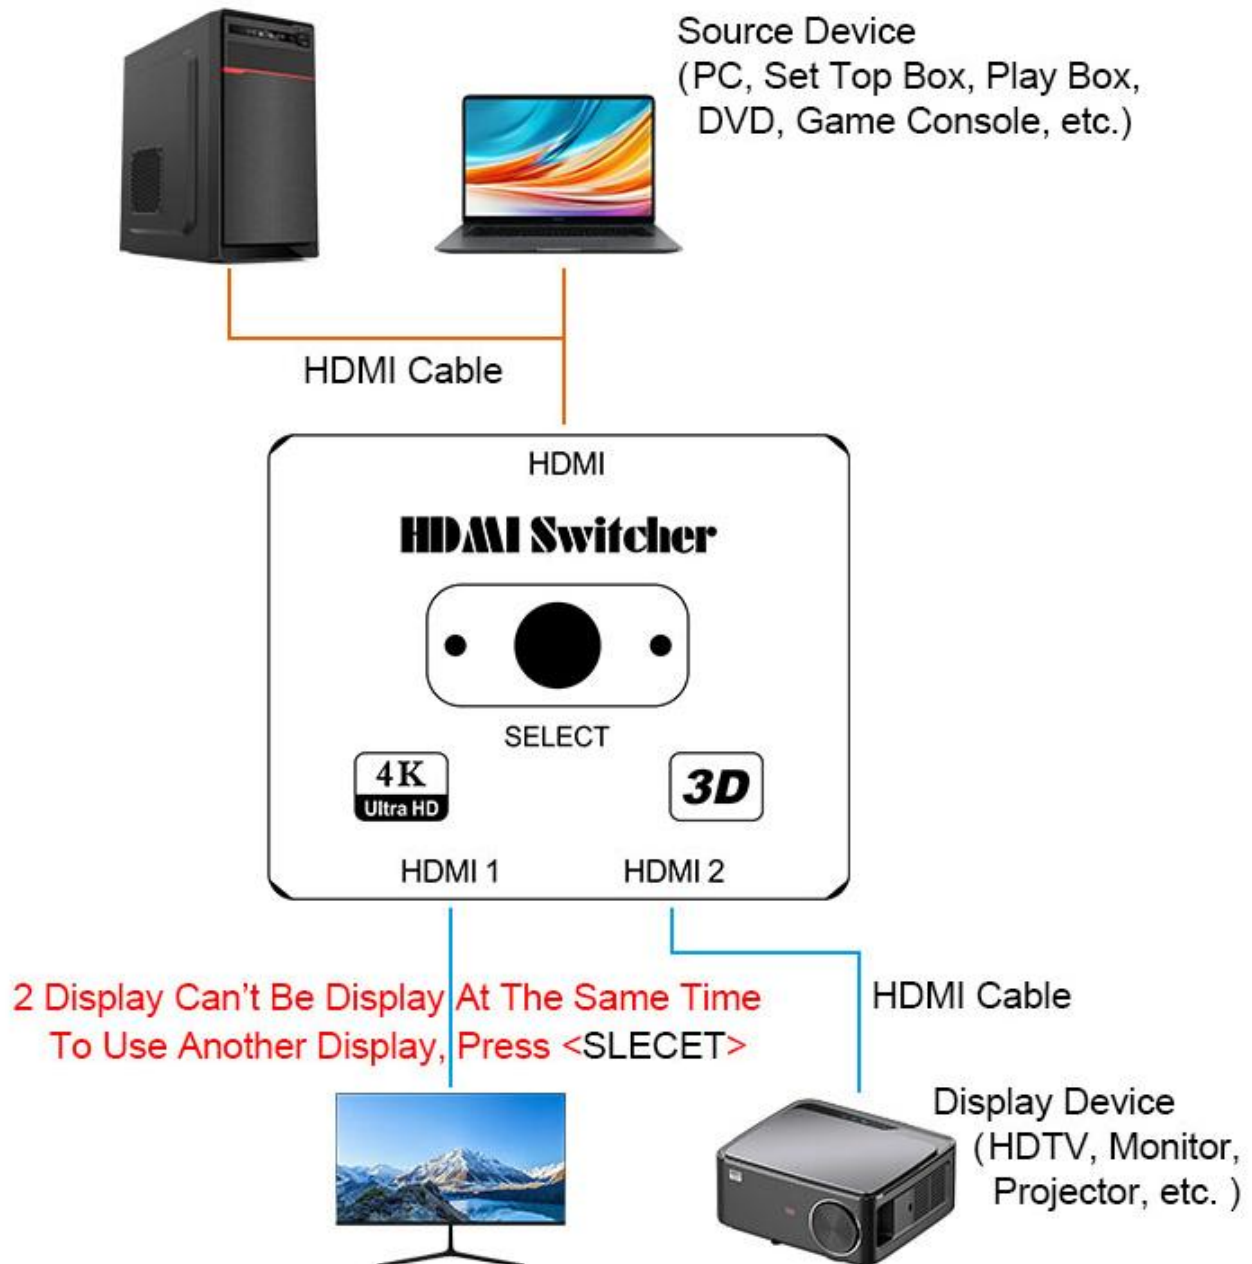 Source Device
(PC, Set Top Box, Play Box,
DVD, Game Console, etc.)
HDMI Cable
HDMI
HDMI Switcher
SELECT
4K
Ultra HD
3D
HDMI 1
HDMI 2
2 Display Can't Be Display At The Same Time
To Use Another Display, Press <SLECET>
HDMI Cable
Display Device
(HDTV, Monitor,
Projector, etc. )